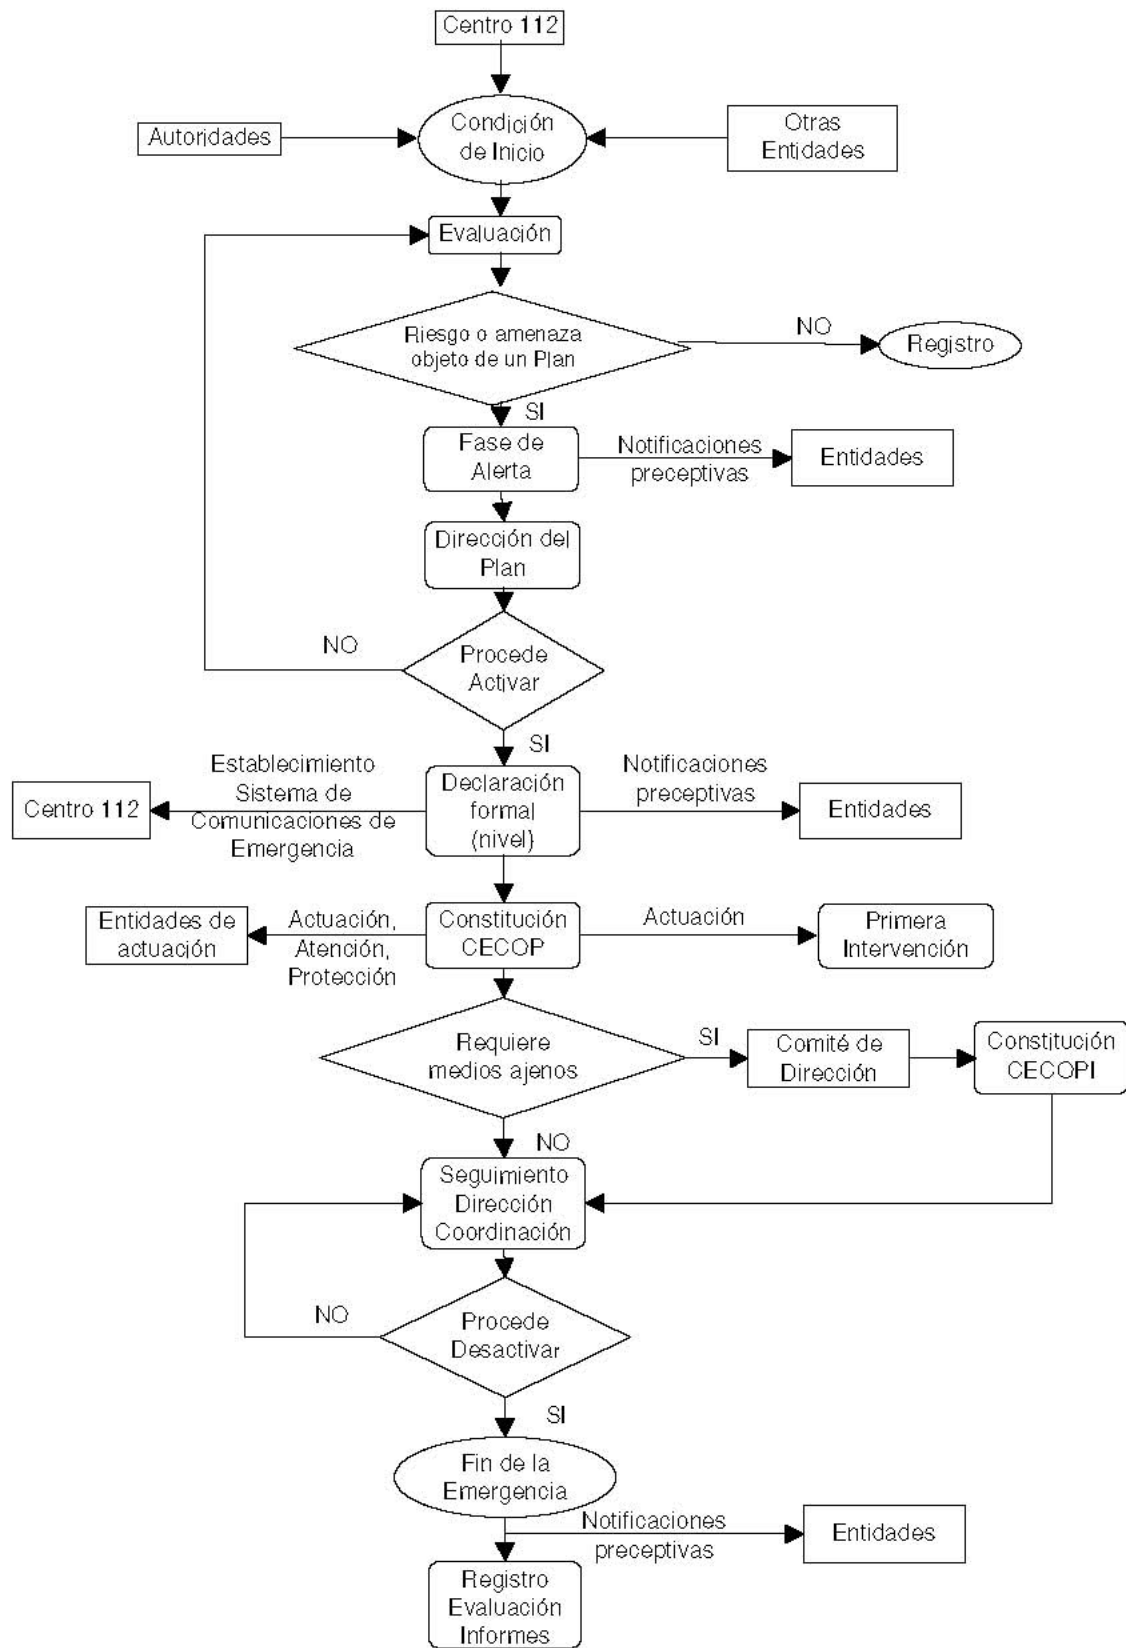 Centro 112
Autoridades
Condición
de Inicio
Otras
Entidades
Evaluación
Riesgo o amenaza
objeto de un Plan
NO
Registro
SI
Fase de
Alerta
Notificaciones
preceptivas
Entidades
Dirección del
Plan
NO
Procede
Activar
SI
Centro 112
Establecimiento
Sistema de
Comunicaciones de
Emergencia
Declaración
formal
(nivel)
Notificaciones
preceptivas
Entidades
Entidades de
actuación
Actuación,
Atención,
Protección
Constitución
CECOP
Actuación
Primera
Intervención
Requiere
medios ajenos
SI
Comité de
Dirección
Constitución
CECOPI
NO
Seguimiento
Dirección
Coordinación
NO
Procede
Desactivar
SI
Fin de la
Emergencia
Notificaciones
preceptivas
Entidades
Registro
Evaluación
Informes